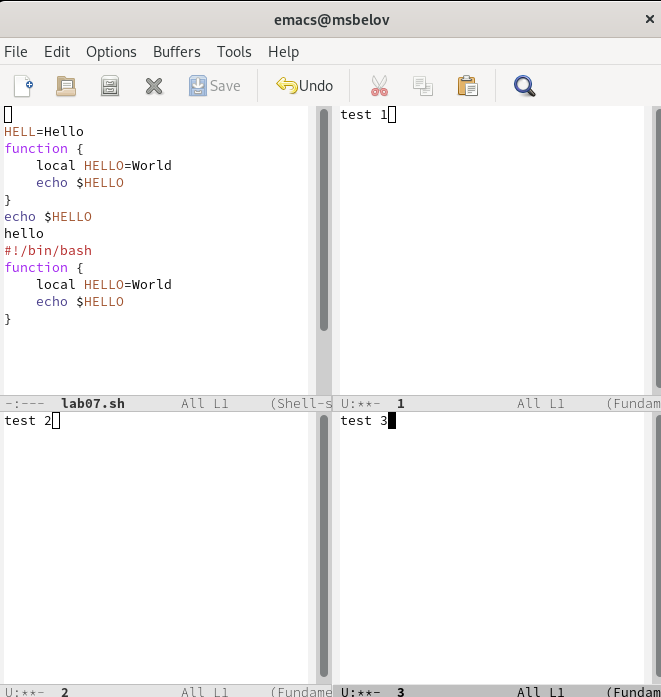 emacs@msbelov
File Edit Options Buffers Tools Help
Save Undo
HELL=Hello
function {
    local HELLO=World
    echo $HELLO
}
echo $HELLO
hello
#!/bin/bash
function {
    local HELLO=World
    echo $HELLO
}
-:--- lab07.sh All L1 (Shell-s
test 1
U:**- 1 All L1 (Fundam
test 2
U:**- 2 All L1 (Fundame
test 3
U:**- 3 All L1 (Fundam